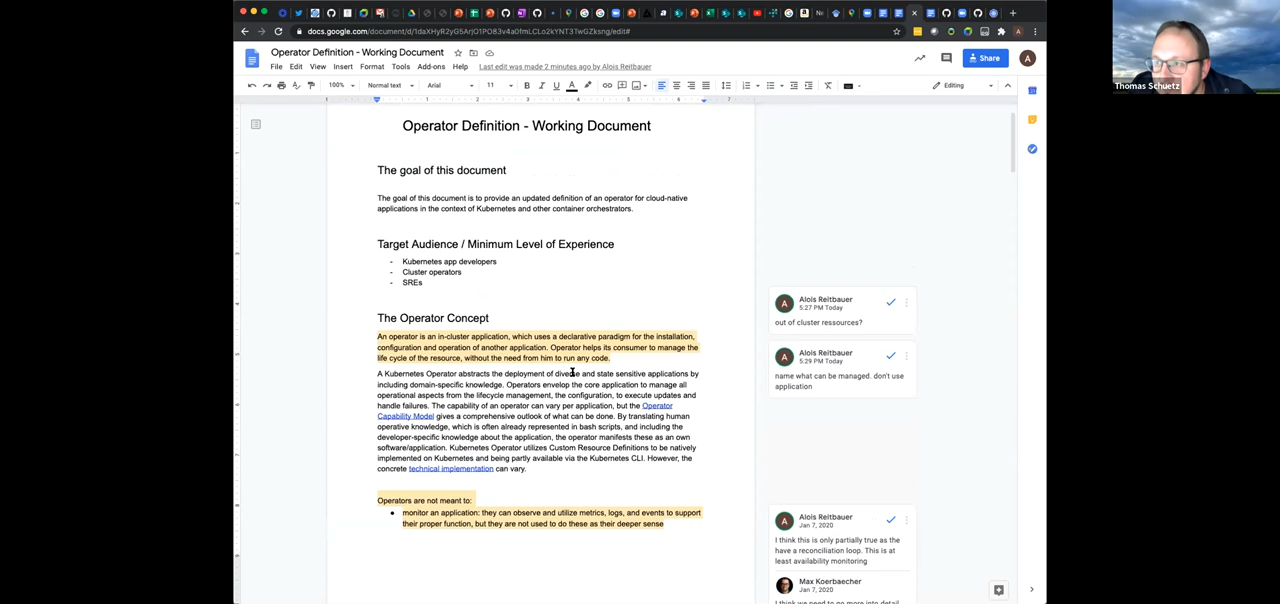 docs.google.com/document/d/1daXHyR2yG5ArjQ1PO83v4a0fmLCLo2kYNT3TwGZksng/edit#
Operator Definition - Working Document
File Edit View Insert Format Tools Add-ons Help Last edit was made 2 minutes ago by Alois Reitbauer
Share
A
100% Normal text Arial 11 Editing
Thomas Schuetz
Operator Definition - Working Document
The goal of this document
The goal of this document is to provide an updated definition of an operator for cloud-native
applications in the context of Kubernetes and other container orchestrators.
Target Audience / Minimum Level of Experience
- Kubernetes app developers
- Cluster operators
- SREs
The Operator Concept
An operator is an in-cluster application, which uses a declarative paradigm for the installation,
configuration and operation of another application. Operator helps its consumer to manage the
life cycle of the resource, without the need from him to run any code.
A Kubernetes Operator abstracts the deployment of diverse and state sensitive applications by
including domain-specific knowledge. Operators envelop the core application to manage all
operational aspects from the lifecycle management, the configuration, to execute updates and
handle failures. The capability of an operator can vary per application, but the Operator
Capability Model gives a comprehensive outlook of what can be done. By translating human
operative knowledge, which is often already represented in bash scripts, and including the
developer-specific knowledge about the application, the operator manifests these as an own
software/application. Kubernetes Operator utilizes Custom Resource Definitions to be natively
implemented on Kubernetes and being partly available via the Kubernetes CLI. However, the
concrete technical implementation can vary.
Operators are not meant to:
● monitor an application: they can observe and utilize metrics, logs, and events to support
their proper function, but they are not used to do these as their deeper sense
A
Alois Reitbauer
5:27 PM Today
out of cluster ressources?
A
Alois Reitbauer
5:29 PM Today
name what can be managed. don't use
application
A
Alois Reitbauer
Jan 7, 2020
I think this is only partially true as the
have a reconciliation loop. This is at
least availability monitoring
Max Koerbaecher
Jan 7, 2020
I think we need to go more into detail